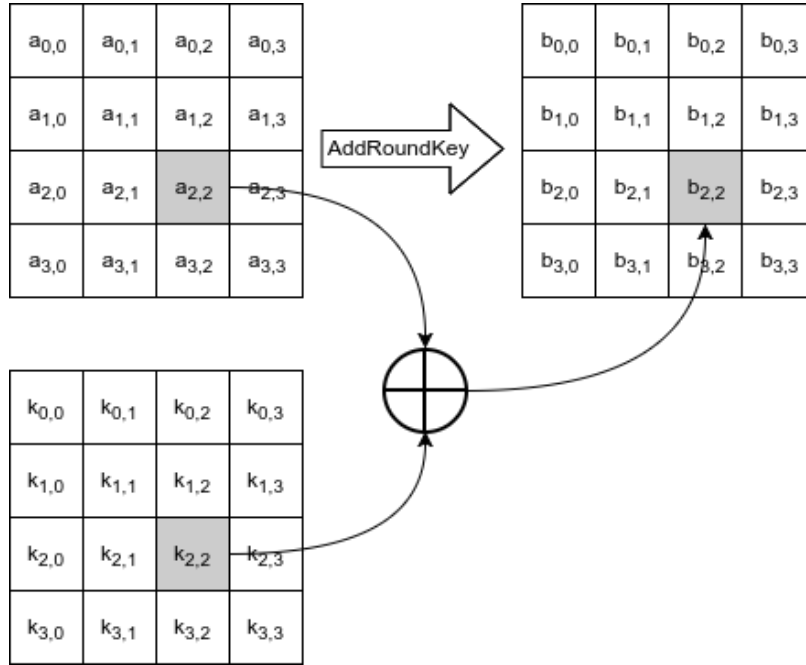 a0,0 a0,1 a0,2 a0,3
a1,0 a1,1 a1,2 a1,3
a2,0 a2,1 a2,2 a2,3
a3,0 a3,1 a3,2 a3,3
AddRoundKey
b0,0 b0,1 b0,2 b0,3
b1,0 b1,1 b1,2 b1,3
b2,0 b2,1 b2,2 b2,3
b3,0 b3,1 b3,2 b3,3
k0,0 k0,1 k0,2 k0,3
k1,0 k1,1 k1,2 k1,3
k2,0 k2,1 k2,2 k2,3
k3,0 k3,1 k3,2 k3,3